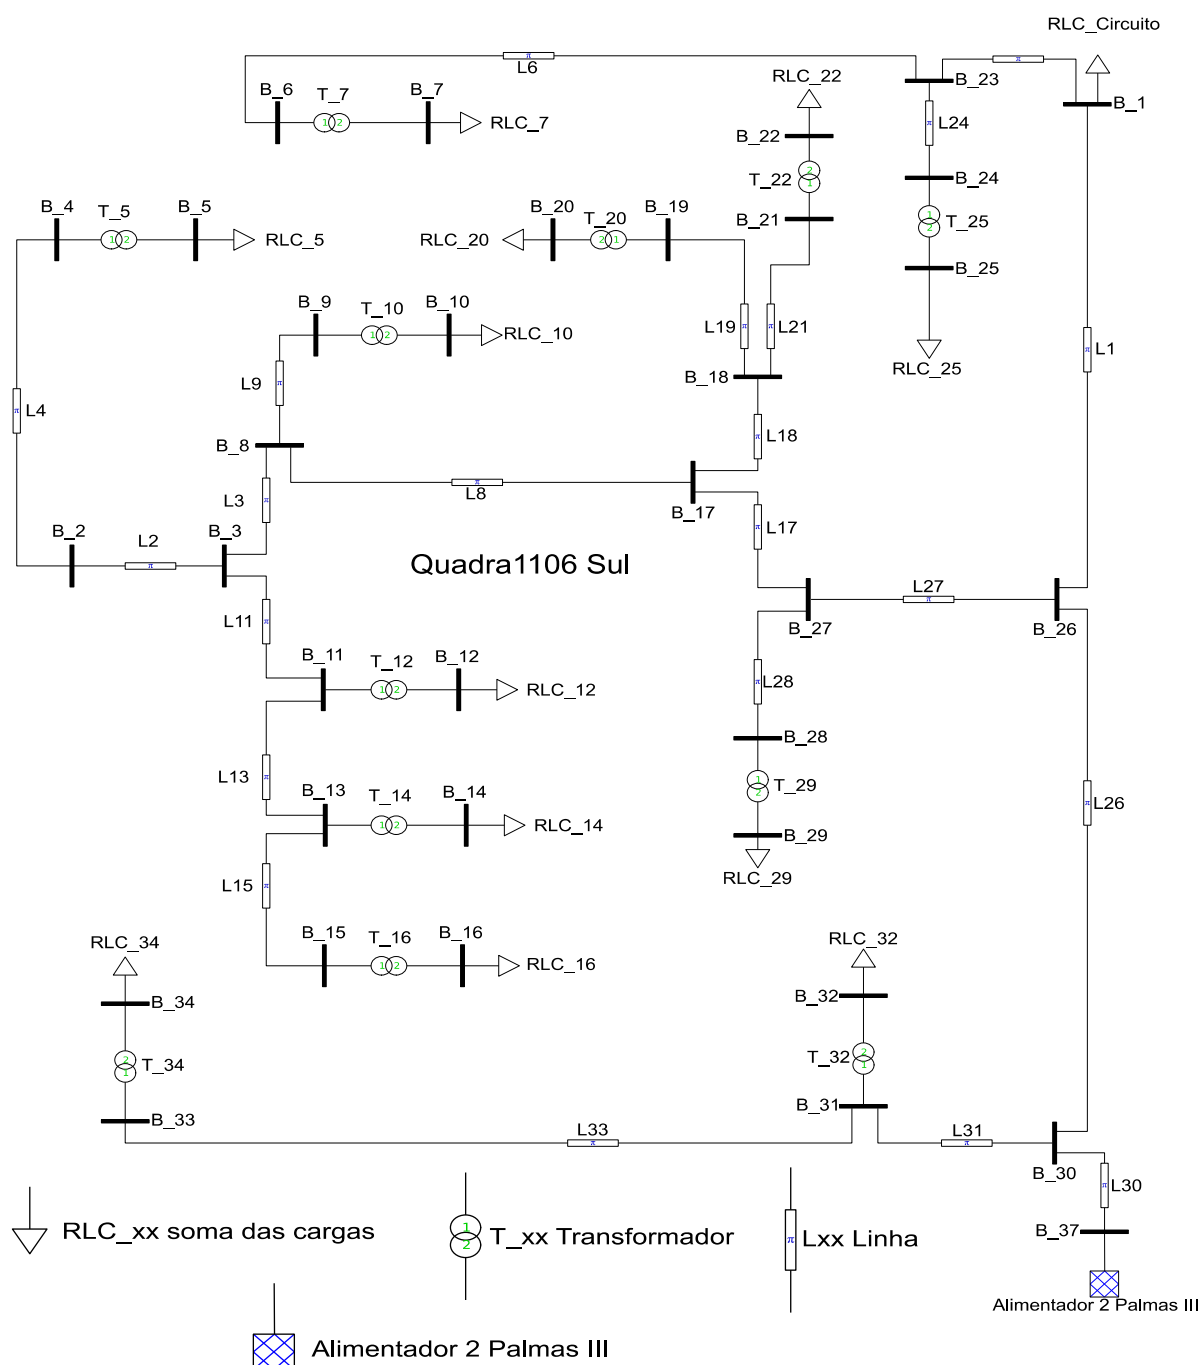 RLC_Circuito
L6
B_23
B_1
RLC_22
B_6
T_7
B_7
RLC_7
L24
B_22
T_22
2
1
B_24
B_4
T_5
B_5
RLC_5
B_20
T_20
B_19
RLC_20
B_21
T_25
B_25
B_9
T_10
B_10
RLC_10
L19
L21
L1
RLC_25
L9
B_18
L4
B_8
L18
L8
B_17
L3
B_2
L2
B_3
L17
Quadra1106 Sul
L27
L11
B_27
B_26
B_11
T_12
B_12
RLC_12
L28
B_28
L13
B_13
T_14
B_14
RLC_14
T_29
L26
B_29
L15
RLC_29
B_15
T_16
B_16
RLC_16
RLC_34
RLC_32
B_34
B_32
T_34
T_32
B_33
B_31
L33
L31
B_30
L30
RLC_xx soma das cargas
1
2
T_xx Transformador
π
Lxx Linha
B_37
Alimentador 2 Palmas III
Alimentador 2 Palmas III